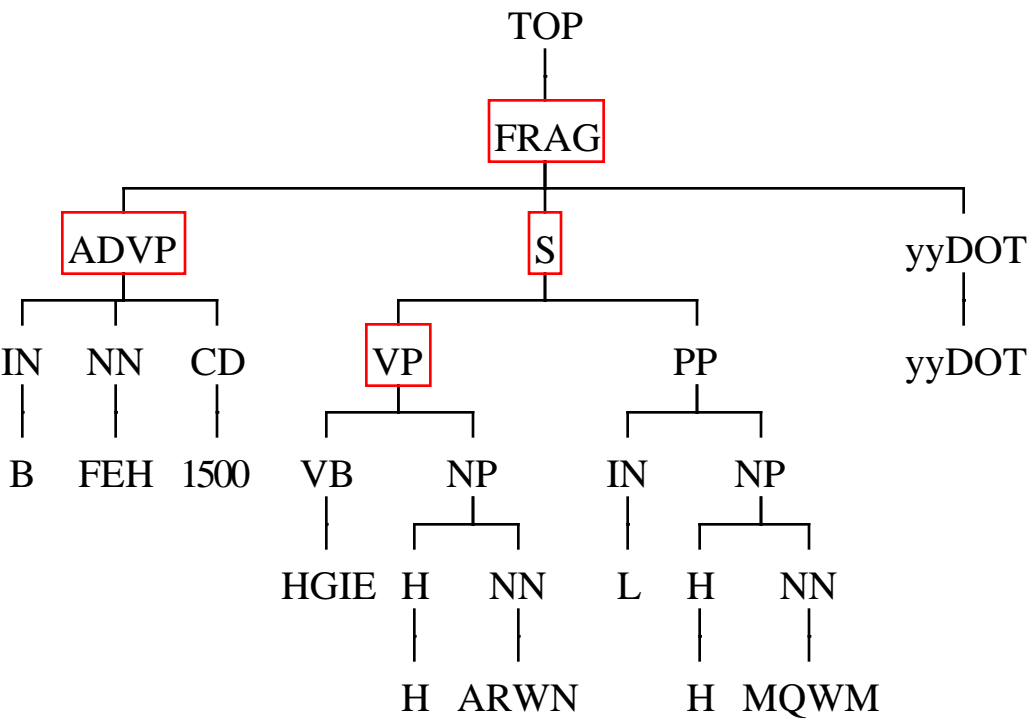 TOP
FRAG
ADVP S yyDOT
IN NN CD VP PP yyDOT
B FEH 1500 VB NP IN NP
HGIE H NN L H NN
H ARWN H MQWM